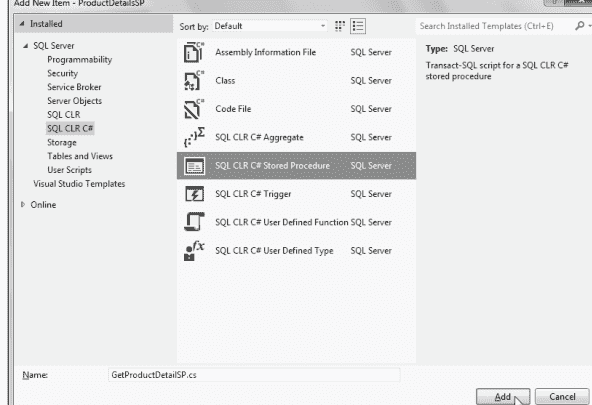 Add New Item - ProductDetailsSP
Installed
Sort by: Default
Search Installed Templates (Ctrl+E)
SQL Server
Programmability
Security
Service Broker
Server Objects
SQL CLR
SQL CLR C#
Storage
Tables and Views
User Scripts
Visual Studio Templates
Online
Assembly Information File SQL Server
Class SQL Server
Code File SQL Server
SQL CLR C# Aggregate SQL Server
SQL CLR C# Stored Procedure SQL Server
SQL CLR C# Trigger SQL Server
SQL CLR C# User Defined Function SQL Server
SQL CLR C# User Defined Type SQL Server
Type: SQL Server
Transact-SQL script for a SQL CLR C#
stored procedure
Name: GetProductDetailSP.cs
Add Cancel